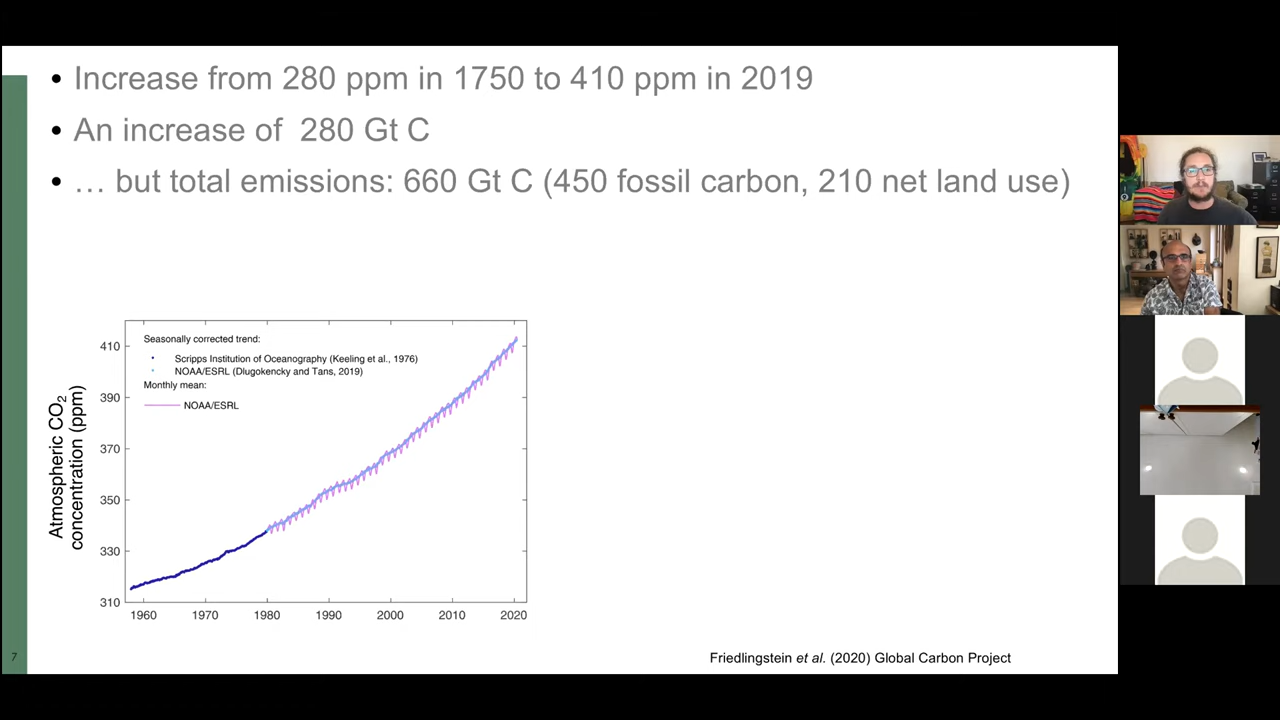 • Increase from 280 ppm in 1750 to 410 ppm in 2019
• An increase of 280 Gt C
• … but total emissions: 660 Gt C (450 fossil carbon, 210 net land use)
Seasonally corrected trend:
Scripps Institution of Oceanography (Keeling et al., 1976)
NOAA/ESRL (Dlugokencky and Tans, 2019)
Monthly mean:
NOAA/ESRL
Atmospheric CO2
concentration (ppm)
410
390
370
350
330
310
1960 1970 1980 1990 2000 2010 2020
7
Friedlingstein et al. (2020) Global Carbon Project